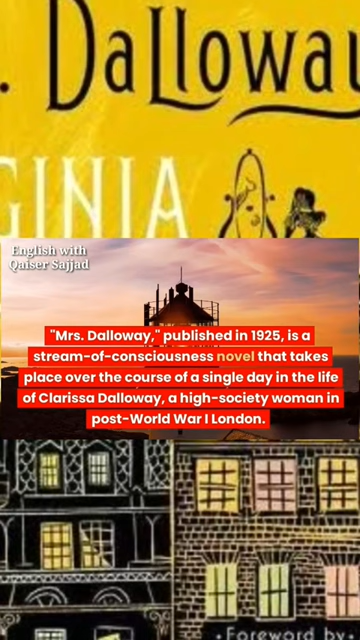 . Dalloway
GINIA
English with
Qaiser Sajjad
"Mrs. Dalloway," published in 1925, is a
stream-of-consciousness novel that takes
place over the course of a single day in the life
of Clarissa Dalloway, a high-society woman in
post-World War I London.
•Foreword by